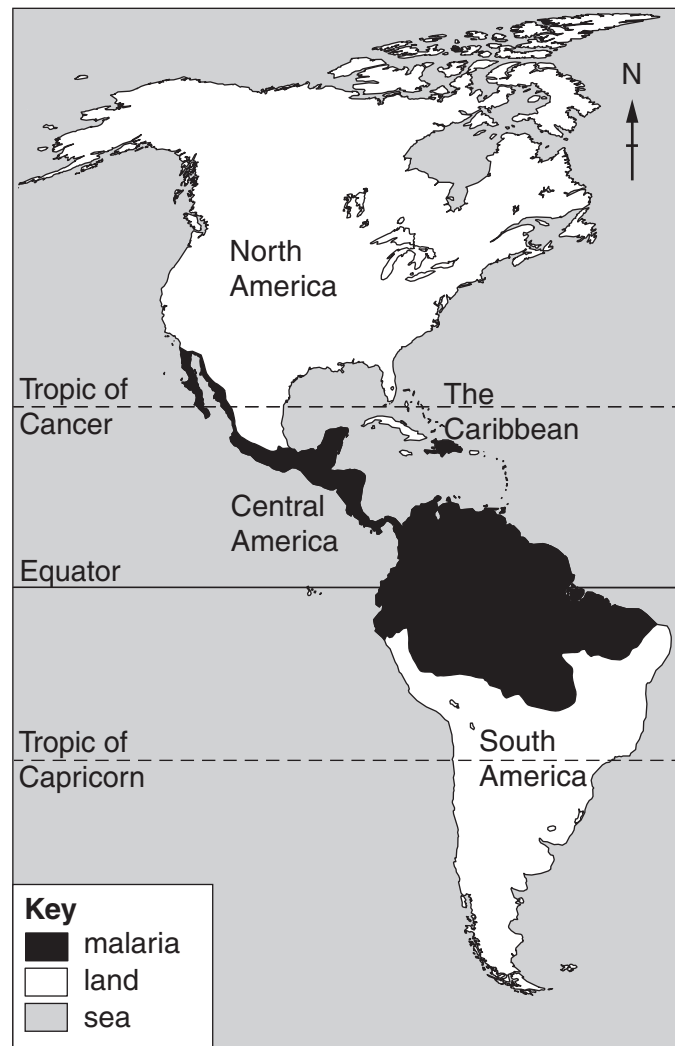 N
North
America
Tropic of
Cancer
The
Caribbean
Central
America
Equator
Tropic of
Capricorn
South
America
Key
malaria
land
sea